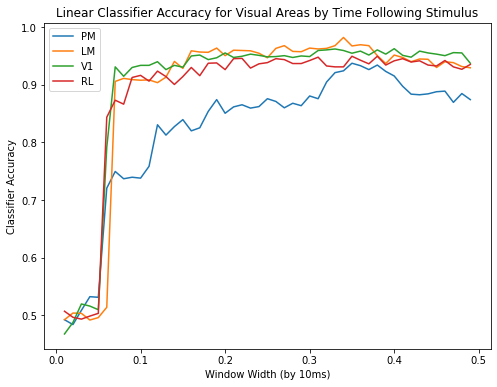 Linear Classifier Accuracy for Visual Areas by Time Following Stimulus
PM
LM
V1
RL
Classifier Accuracy
1.0
0.9
0.8
0.7
0.6
0.5
0.0 0.1 0.2 0.3 0.4 0.5
Window Width (by 10ms)